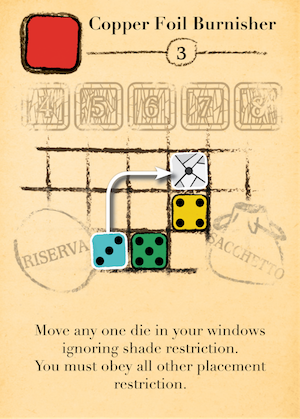 Copper Foil Burnisher
3
4 5 6 7 8
RISERVA
SACCHETTO
Move any one die in your windows
ignoring shade restriction.
You must obey all other placement
restriction.